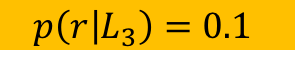 p(r|L₃) = 0.1